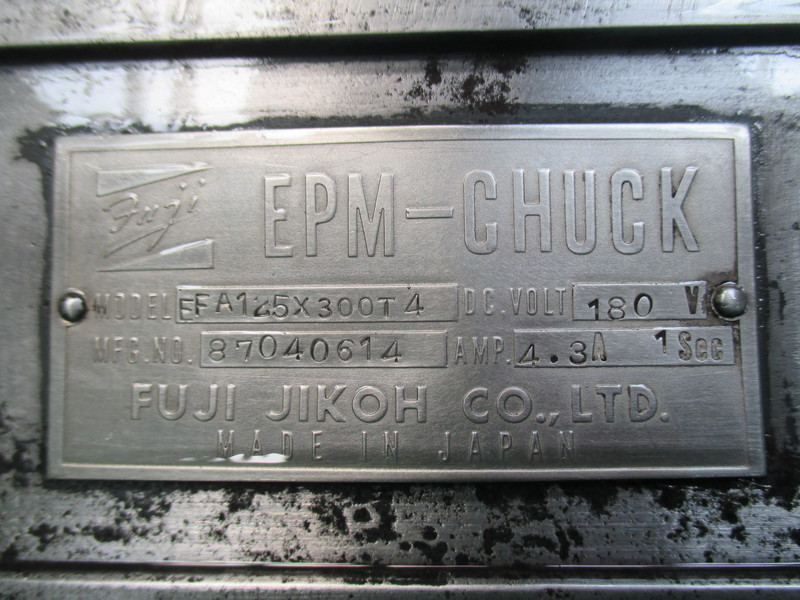 Fuji EPM-CHUCK
MODEL EFA125X300T4 DC.VOLT 180 V.
MFG.NO. 87040614 AMP. 4.3A 1Sec
FUJI JIKOH CO., LTD.
MADE IN JAPAN